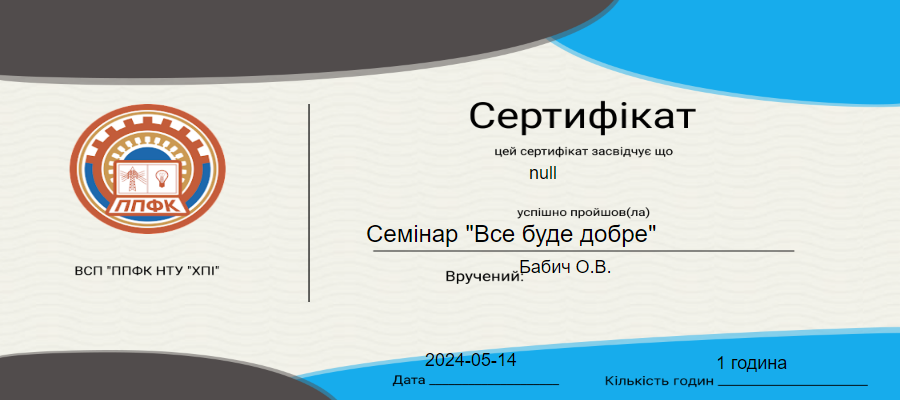 Сертифікат
цей сертифікат засвідчує що
null
успішно пройшов(ла)
Семінар "Все буде добре"
ППФК
ВСП "ППФК НТУ "ХПІ"
Вручений: Бабич О.В.
Дата 2024-05-14
Кількість годин 1 година